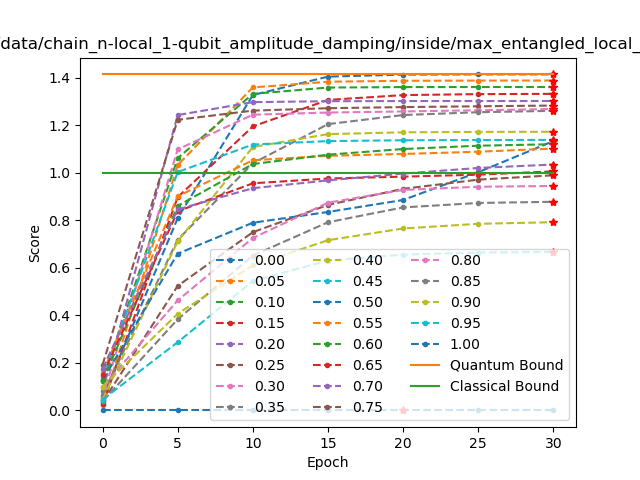 /data/chain_n-local_1-qubit_amplitude_damping/inside/max_entangled_local_
Score
1.4
1.2
1.0
0.8
0.6
0.4
0.2
0.0
0.00 0.40 0.80
0.05 0.45 0.85
0.10 0.50 0.90
0.15 0.55 0.95
0.20 0.60 1.00
0.25 0.65 Quantum Bound
0.30 0.70 Classical Bound
0.35 0.75
0 5 10 15 20 25 30
Epoch